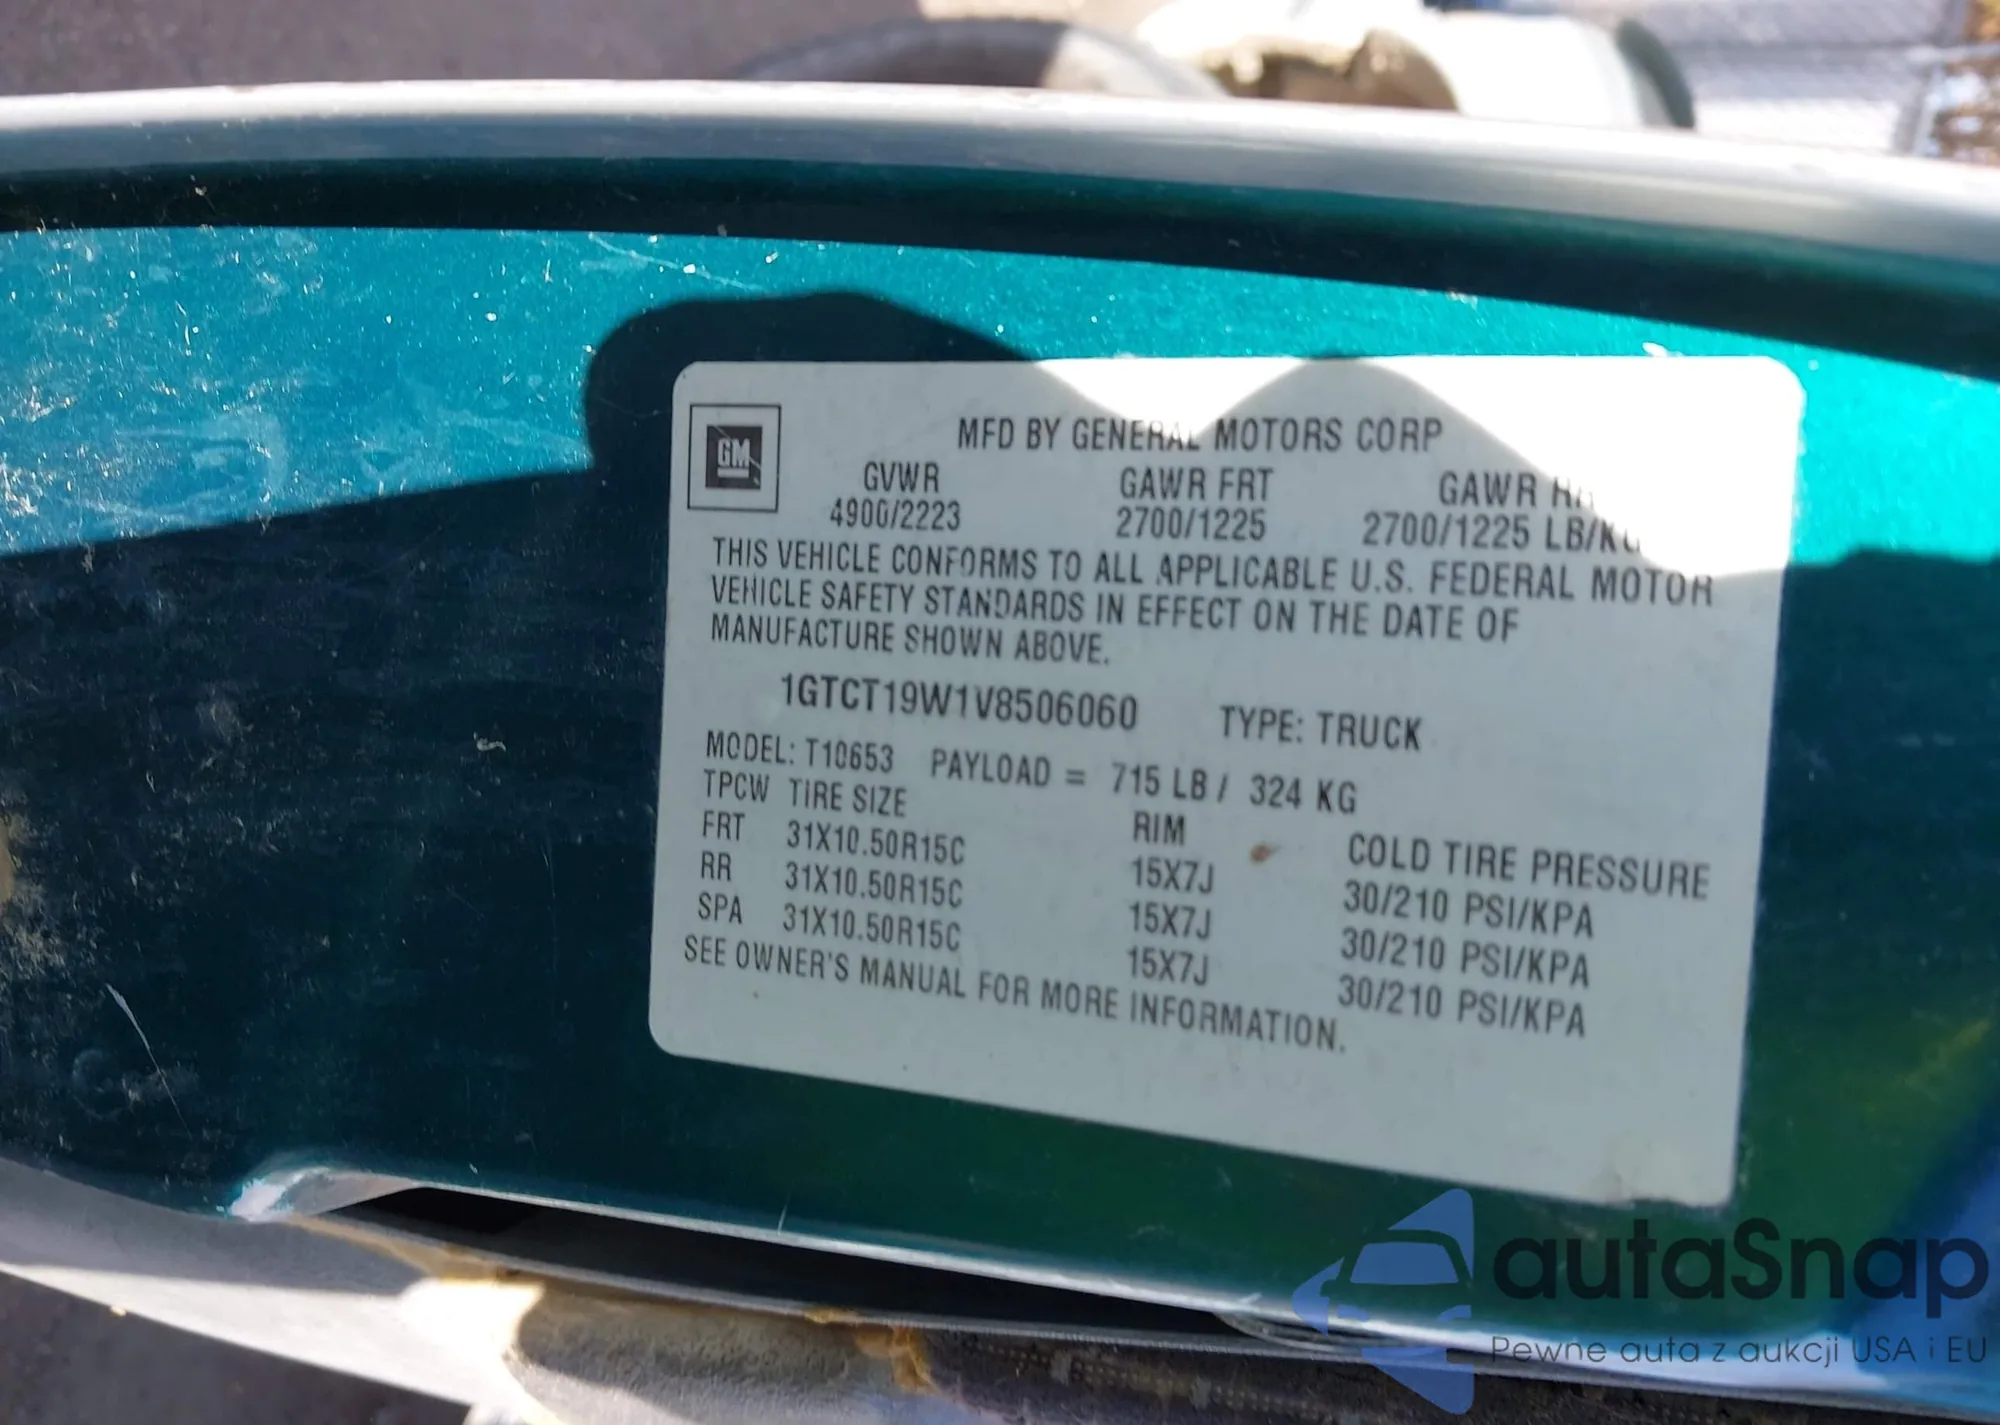 GM
MFD BY GENERAL MOTORS CORP
GVWR GAWR FRT GAWR
4900/2223 2700/1225 2700/1225 LB/KG
THIS VEHICLE CONFORMS TO ALL APPLICABLE U.S. FEDERAL MOTOR
VEHICLE SAFETY STANDARDS IN EFFECT ON THE DATE OF
MANUFACTURE SHOWN ABOVE.
1GTCT19W1V8506060 TYPE: TRUCK
MODEL: T10653 PAYLOAD = 715 LB / 324 KG
TPCW TIRE SIZE RIM COLD TIRE PRESSURE
FRT 31X10.50R15C 15X7J 30/210 PSI/KPA
RR 31X10.50R15C 15X7J 30/210 PSI/KPA
SPA 31X10.50R15C 15X7J 30/210 PSI/KPA
SEE OWNER'S MANUAL FOR MORE INFORMATION.
autaSnap
Pewne auta z aukcji USA i EU